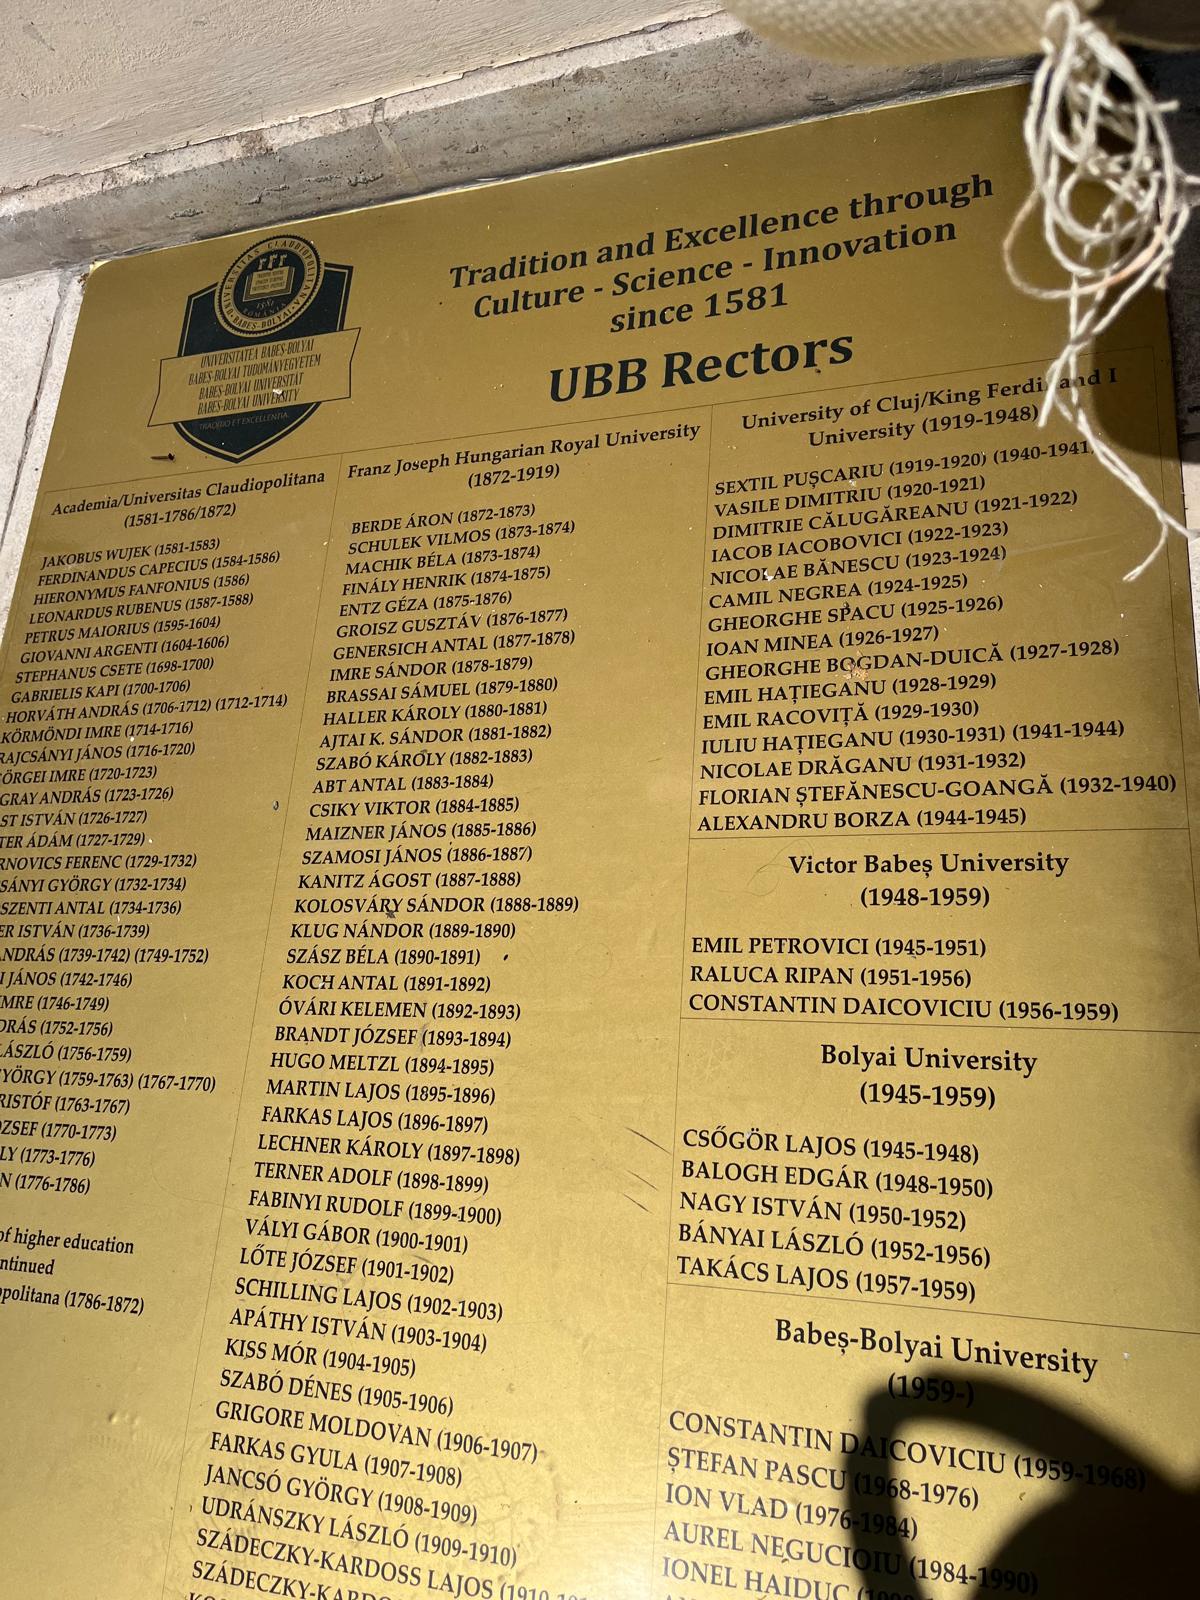 UNIVERSITAS CLAUDIOPOLITANA
1581
ROMÂNIA
BABEȘ-BOLYAI
UNIVERSITATEA BABEȘ-BOLYAI
BABEȘ-BOLYAI TUDOMÁNYEGYETEM
BABEȘ-BOLYAI UNIVERSITÄT
BABEȘ-BOLYAI UNIVERSITY
TRADITIO ET EXCELLENTIA
Tradition and Excellence through
Culture - Science - Innovation
since 1581
UBB Rectors
Academia/Universitas Claudiopolitana
(1581-1786/1872)
JAKOBUS WUJEK (1581-1583)
FERDINANDUS CAPECIUS (1584-1586)
HIERONYMUS FANFONIUS (1586)
LEONARDUS RUBENUS (1587-1588)
PETRUS MAIORIUS (1595-1604)
GIOVANNI ARGENTI (1604-1606)
STEPHANUS CSETE (1698-1700)
GABRIELIS KAPI (1700-1706)
HORVÁTH ANDRÁS (1706-1712) (1712-1714)
KÖRMÖNDI IMRE (1714-1716)
RAJCSÁNYI JÁNOS (1716-1720)
ÖRGEI IMRE (1720-1723)
GRAY ANDRÁS (1723-1726)
ST ISTVÁN (1726-1727)
TER ÁDÁM (1727-1729)
RNOVICS FERENC (1729-1732)
SÁNYI GYÖRGY (1732-1734)
SZENTI ANTAL (1734-1736)
ER ISTVÁN (1736-1739)
ANDRÁS (1739-1742) (1749-1752)
I JÁNOS (1742-1746)
IMRE (1746-1749)
DRÁS (1752-1756)
LÁSZLÓ (1756-1759)
YÖRGY (1759-1763) (1767-1770)
RISTÓF (1763-1767)
ZSEF (1770-1773)
LY (1773-1776)
N (1776-1786)
of higher education
ntinued
opolitana (1786-1872)
Franz Joseph Hungarian Royal University
(1872-1919)
BERDE ÁRON (1872-1873)
SCHULEK VILMOS (1873-1874)
MACHIK BÉLA (1873-1874)
FINÁLY HENRIK (1874-1875)
ENTZ GÉZA (1875-1876)
GROISZ GUSZTÁV (1876-1877)
GENERSICH ANTAL (1877-1878)
IMRE SÁNDOR (1878-1879)
BRASSAI SÁMUEL (1879-1880)
HALLER KÁROLY (1880-1881)
AJTAI K. SÁNDOR (1881-1882)
SZABÓ KÁROLY (1882-1883)
ABT ANTAL (1883-1884)
CSIKY VIKTOR (1884-1885)
MAIZNER JÁNOS (1885-1886)
SZAMOSI JÁNOS (1886-1887)
KANITZ ÁGOST (1887-1888)
KOLOSVÁRY SÁNDOR (1888-1889)
KLUG NÁNDOR (1889-1890)
SZÁSZ BÉLA (1890-1891)
KOCH ANTAL (1891-1892)
ÓVÁRI KELEMEN (1892-1893)
BRANDT JÓZSEF (1893-1894)
HUGO MELTZL (1894-1895)
MARTIN LAJOS (1895-1896)
FARKAS LAJOS (1896-1897)
LECHNER KÁROLY (1897-1898)
TERNER ADOLF (1898-1899)
FABINYI RUDOLF (1899-1900)
VÁLYI GÁBOR (1900-1901)
LŐTE JÓZSEF (1901-1902)
SCHILLING LAJOS (1902-1903)
APÁTHY ISTVÁN (1903-1904)
KISS MÓR (1904-1905)
SZABÓ DÉNES (1905-1906)
GRIGORE MOLDOVAN (1906-1907)
FARKAS GYULA (1907-1908)
JANCSÓ GYÖRGY (1908-1909)
UDRÁNSZKY LÁSZLÓ (1909-1910)
SZÁDECZKY-KARDOSS LAJOS
University of Cluj/King Ferdinand I
University (1919-1948)
SEXTIL PUȘCARIU (1919-1920) (1940-1941)
VASILE DIMITRIU (1920-1921)
DIMITRIE CĂLUGĂREANU (1921-1922)
IACOB IACOBOVICI (1922-1923)
NICOLAE BĂNESCU (1923-1924)
CAMIL NEGREA (1924-1925)
GHEORGHE SPACU (1925-1926)
IOAN MINEA (1926-1927)
GHEORGHE BOGDAN-DUICĂ (1927-1928)
EMIL HAȚIEGANU (1928-1929)
EMIL RACOVIȚĂ (1929-1930)
IULIU HAȚIEGANU (1930-1931) (1941-1944)
NICOLAE DRĂGANU (1931-1932)
FLORIAN ȘTEFĂNESCU-GOANGĂ (1932-1940)
ALEXANDRU BORZA (1944-1945)
Victor Babeș University
(1948-1959)
EMIL PETROVICI (1945-1951)
RALUCA RIPAN (1951-1956)
CONSTANTIN DAICOVICIU (1956-1959)
Bolyai University
(1945-1959)
CSŐGÖR LAJOS (1945-1948)
BALOGH EDGÁR (1948-1950)
NAGY ISTVÁN (1950-1952)
BÁNYAI LÁSZLÓ (1952-1956)
TAKÁCS LAJOS (1957-1959)
Babeș-Bolyai University
(1959-)
CONSTANTIN DAICOVICIU (1959-1968)
ȘTEFAN PASCU (1968-1976)
ION VLAD (1976-1984)
AUREL NEGUCIOIU (1984-1990)
IONEL HAIDUC